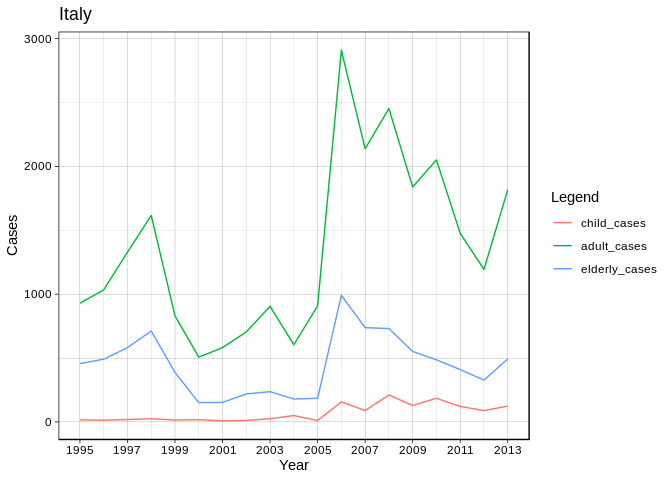 Italy
3000
2000
1000
0
Cases
1995 1997 1999 2001 2003 2005 2007 2009 2011 2013
Year
Legend
child_cases
adult_cases
elderly_cases